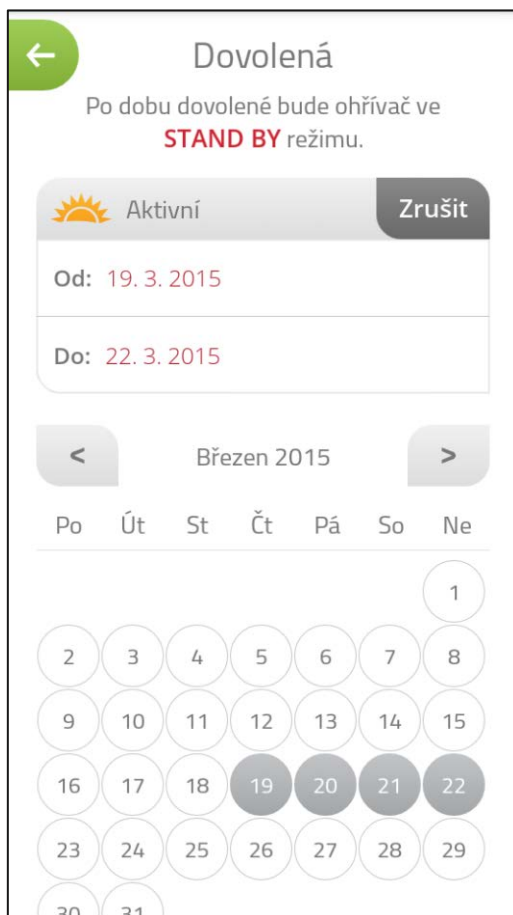 Dovolená
Po dobu dovolené bude ohřívač ve
STAND BY režimu.
Aktivní Zrušit
Od: 19. 3. 2015
Do: 22. 3. 2015
< Březen 2015 >
Po Út St Čt Pá So Ne
1
2 3 4 5 6 7 8
9 10 11 12 13 14 15
16 17 18 19 20 21 22
23 24 25 26 27 28 29
30 31